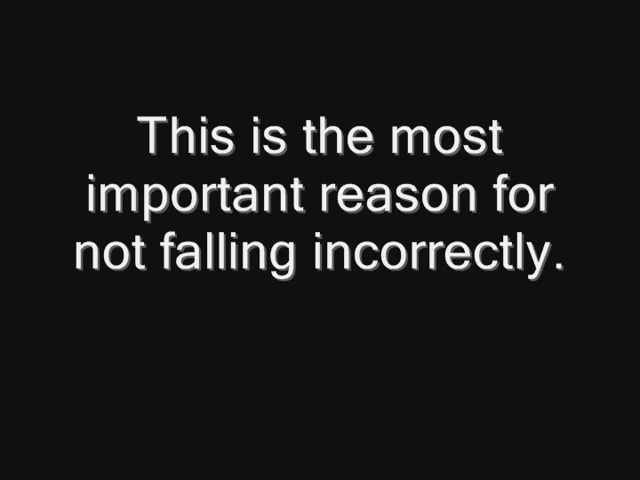 This is the most
important reason for
not falling incorrectly.